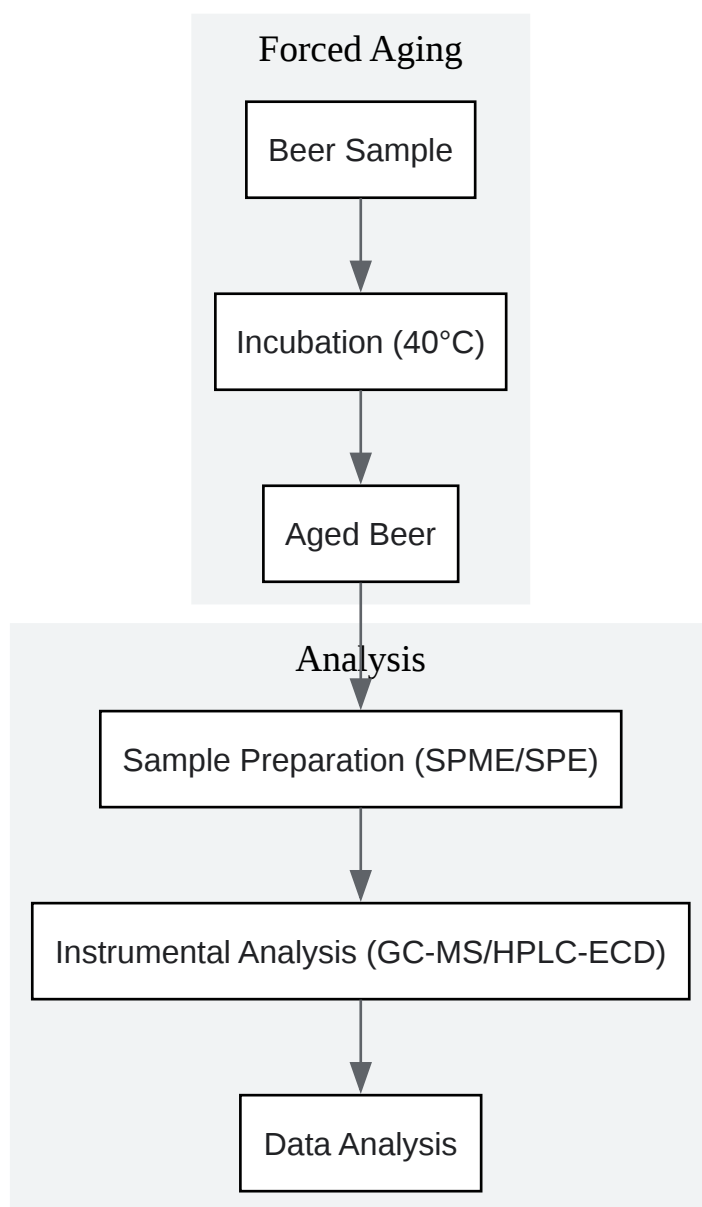 Forced Aging
Beer Sample
Incubation (40°C)
Aged Beer
Analysis
Sample Preparation (SPME/SPE)
Instrumental Analysis (GC-MS/HPLC-ECD)
Data Analysis